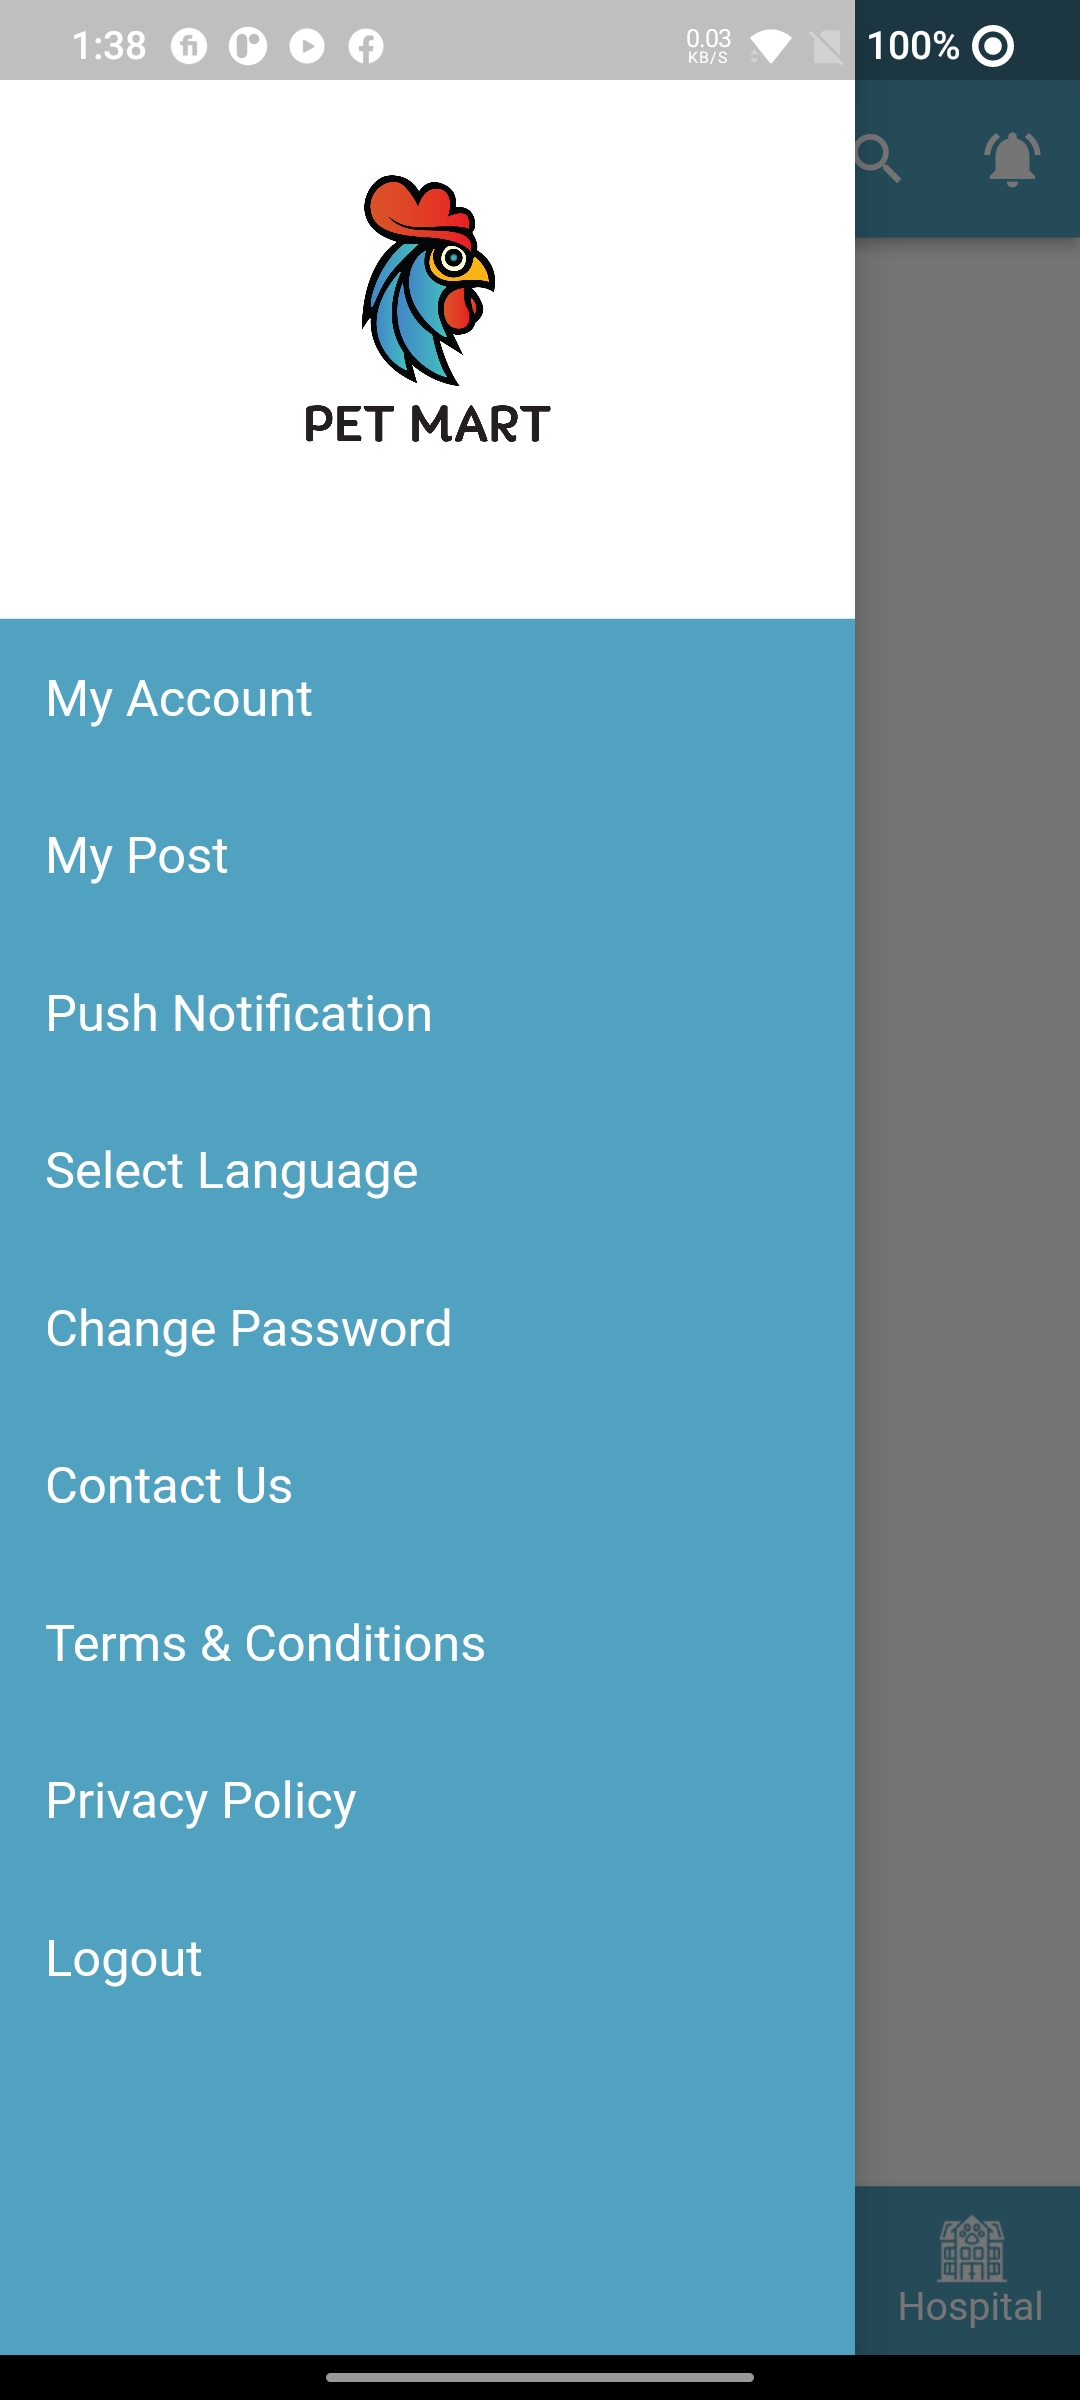 1:38
0.03
KB/S
100%
PET MART
My Account
My Post
Push Notification
Select Language
Change Password
Contact Us
Terms & Conditions
Privacy Policy
Logout
Hospital